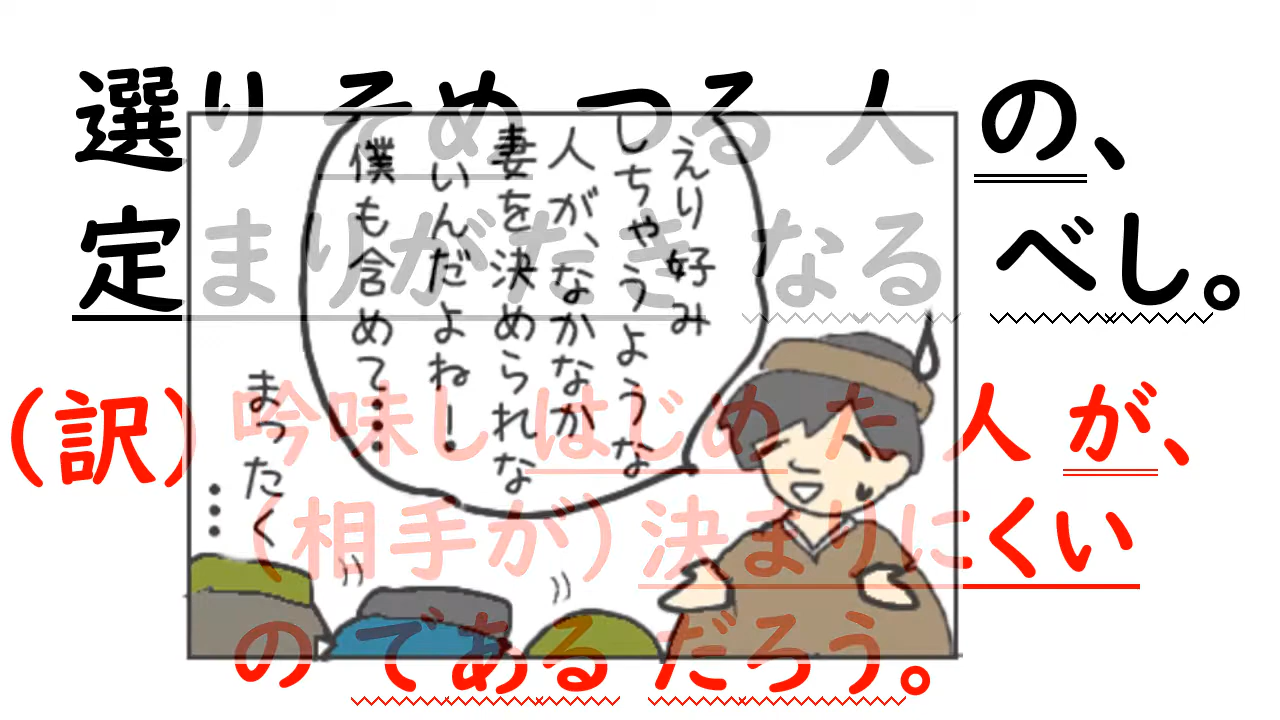 選り そめ つる 人 の、
定まりがたき なる べし。
(訳) 吟味し はじめ た 人 が、
(相手が) 決まりにくい
の で ある だろう。
えり好み
しちゃうような
人が、なかなか
妻を決められな
いんだよね!
僕も含めて……
まったく
…